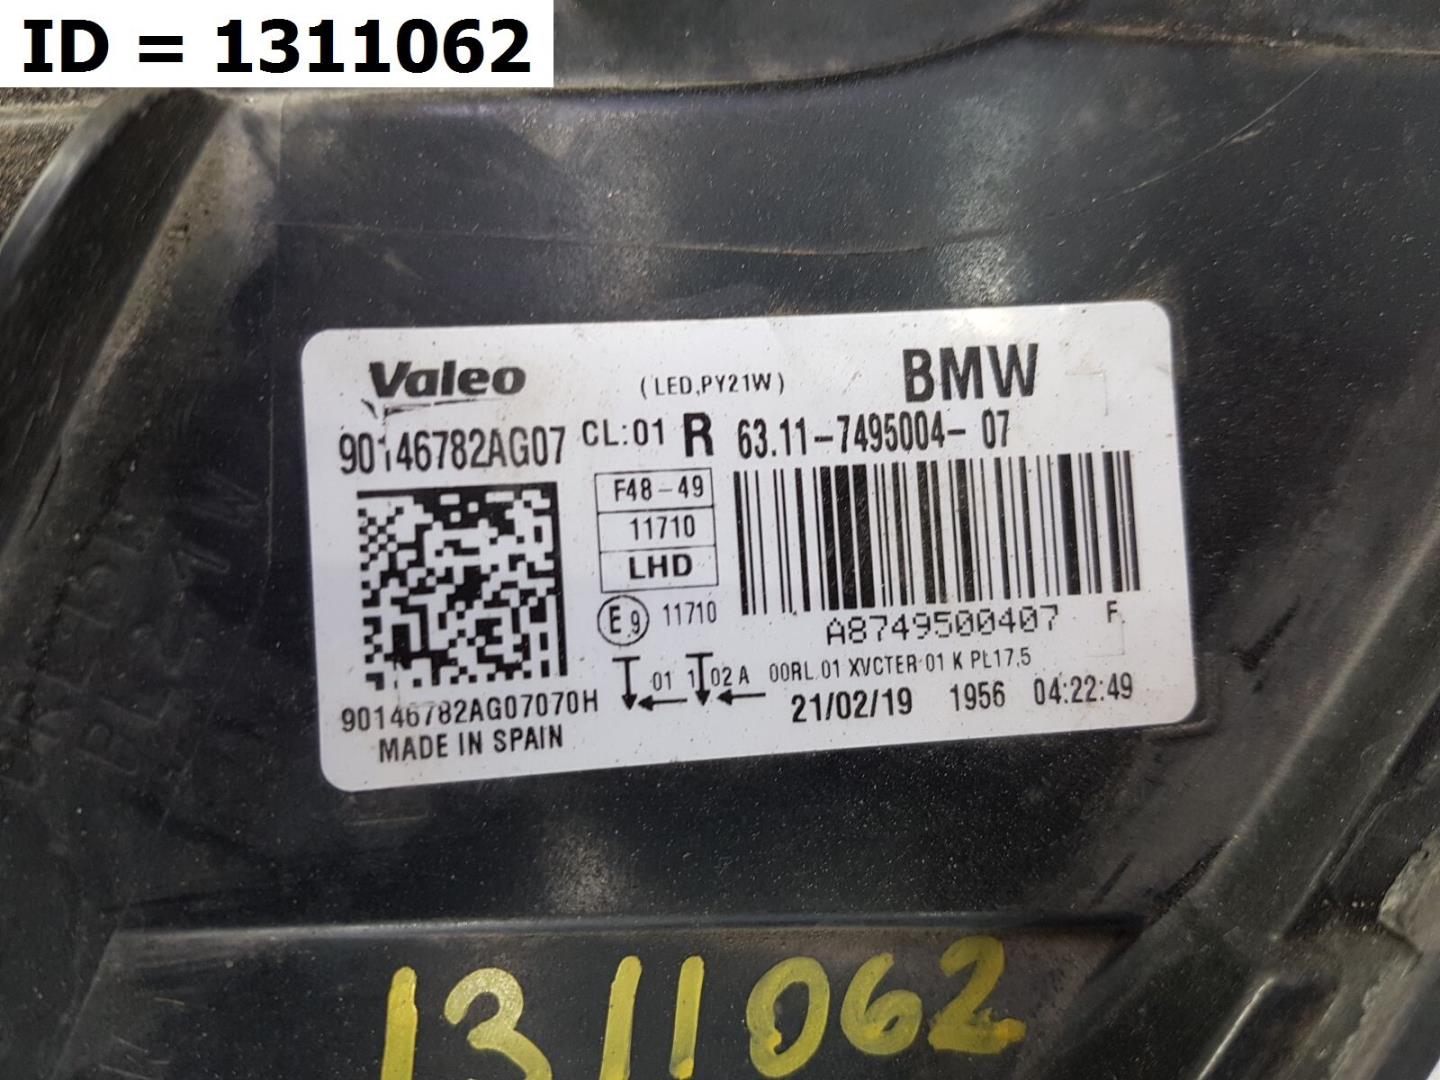 ID = 1311062
Valeo
(LED,PY21W)
BMW
90146782AG07
CL:01 R
63.11-7495004-07
F48-49
11710
LHD
E9 11710
A8749500407 F
01 1 02 A
00RL 01 XVCTER 01 K PL17,5
90146782AG07070H
21/02/19 1956 04:22:49
MADE IN SPAIN
1311062